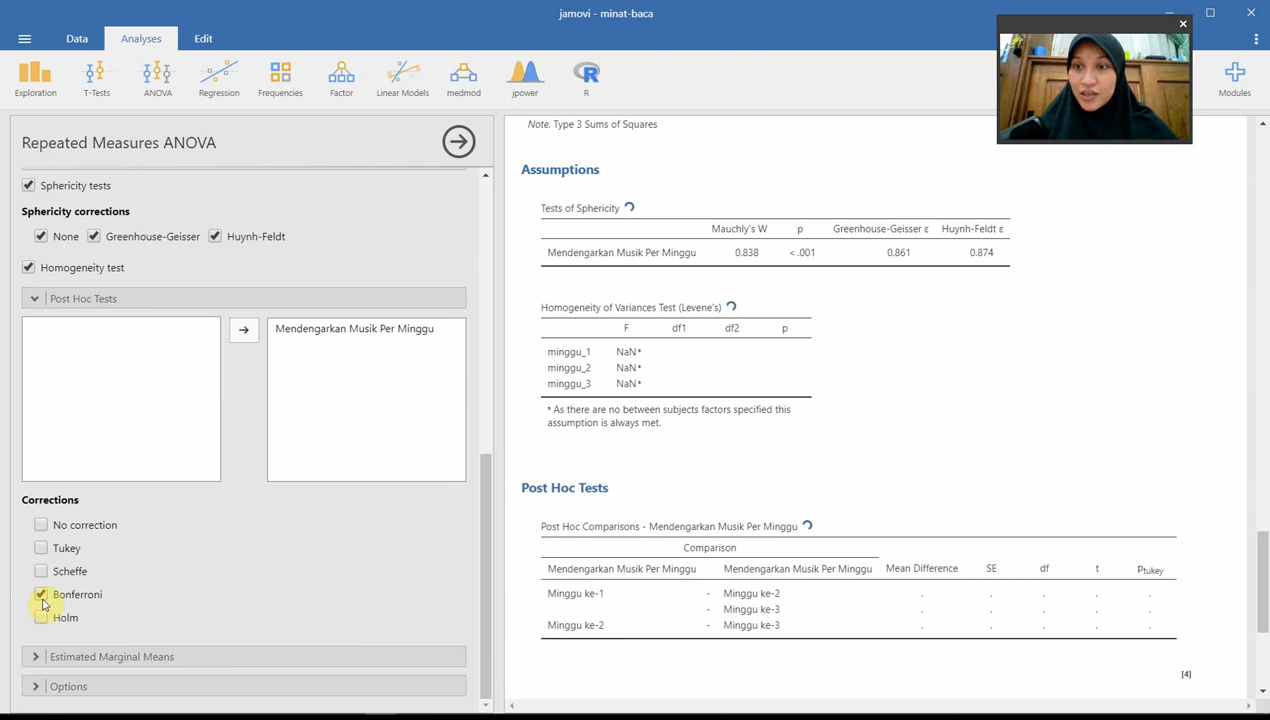 jamovi - minat-baca
Data
Analyses
Edit
Exploration
T-Tests
ANOVA
Regression
Frequencies
Factor
Linear Models
medmod
jpower
R
Modules
Repeated Measures ANOVA
Sphericity tests
Sphericity corrections
None
Greenhouse-Geisser
Huynh-Feldt
Homogeneity test
Post Hoc Tests
Mendengarkan Musik Per Minggu
Corrections
No correction
Tukey
Scheffe
Bonferroni
Holm
Estimated Marginal Means
Options
Note. Type 3 Sums of Squares
Assumptions
Tests of Sphericity
Mauchly's W p Greenhouse-Geisser ε Huynh-Feldt ε
Mendengarkan Musik Per Minggu 0.838 < .001 0.861 0.874
Homogeneity of Variances Test (Levene's)
F df1 df2 p
minggu_1 NaN ᵃ
minggu_2 NaN ᵃ
minggu_3 NaN ᵃ
ᵃ As there are no between subjects factors specified this
assumption is always met.
Post Hoc Tests
Post Hoc Comparisons - Mendengarkan Musik Per Minggu
Comparison
Mendengarkan Musik Per Minggu Mendengarkan Musik Per Minggu Mean Difference SE df t ptukey
Minggu ke-1 - Minggu ke-2 . . . . .
- Minggu ke-3 . . . . .
Minggu ke-2 - Minggu ke-3 . . . . .
[4]